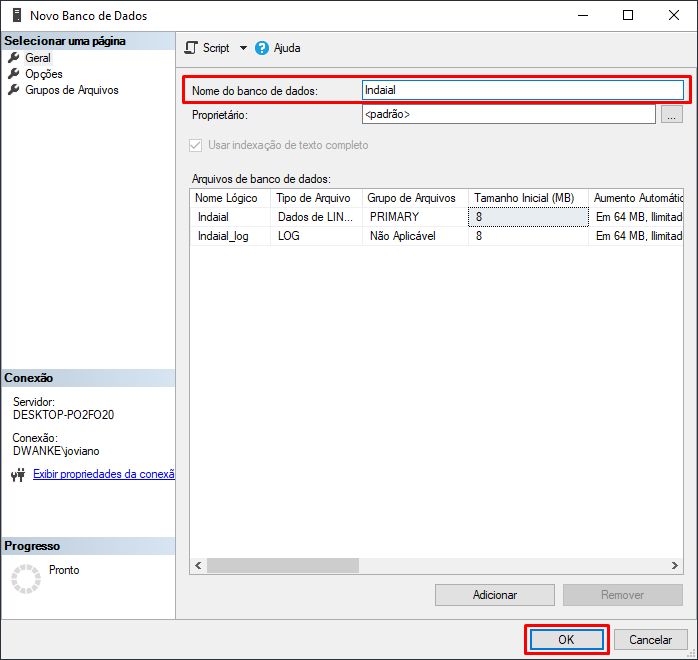 Novo Banco de Dados
Selecionar uma página
Geral
Opções
Grupos de Arquivos
Script
Ajuda
Nome do banco de dados: Indaial
Proprietário: <padrão> ...
Usar indexação de texto completo
Arquivos de banco de dados:
Nome Lógico Tipo de Arquivo Grupo de Arquivos Tamanho Inicial (MB) Aumento Automátic
Indaial Dados de LIN... PRIMARY 8 Em 64 MB, Ilimitad
Indaial_log LOG Não Aplicável 8 Em 64 MB, Ilimitad
Conexão
Servidor:
DESKTOP-PO2FO20
Conexão:
DWANKE\joviano
Exibir propriedades da conexã
Progresso
Pronto
Adicionar Remover
OK Cancelar